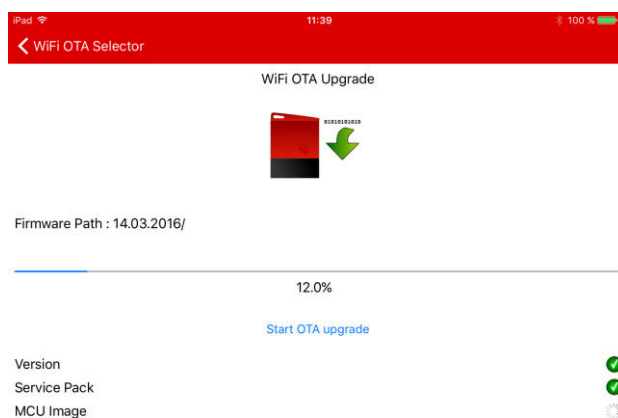 iPad 11:39 100 %
WiFi OTA Selector
WiFi OTA Upgrade
01010101010
Firmware Path : 14.03.2016/
12.0%
Start OTA upgrade
Version
Service Pack
MCU Image